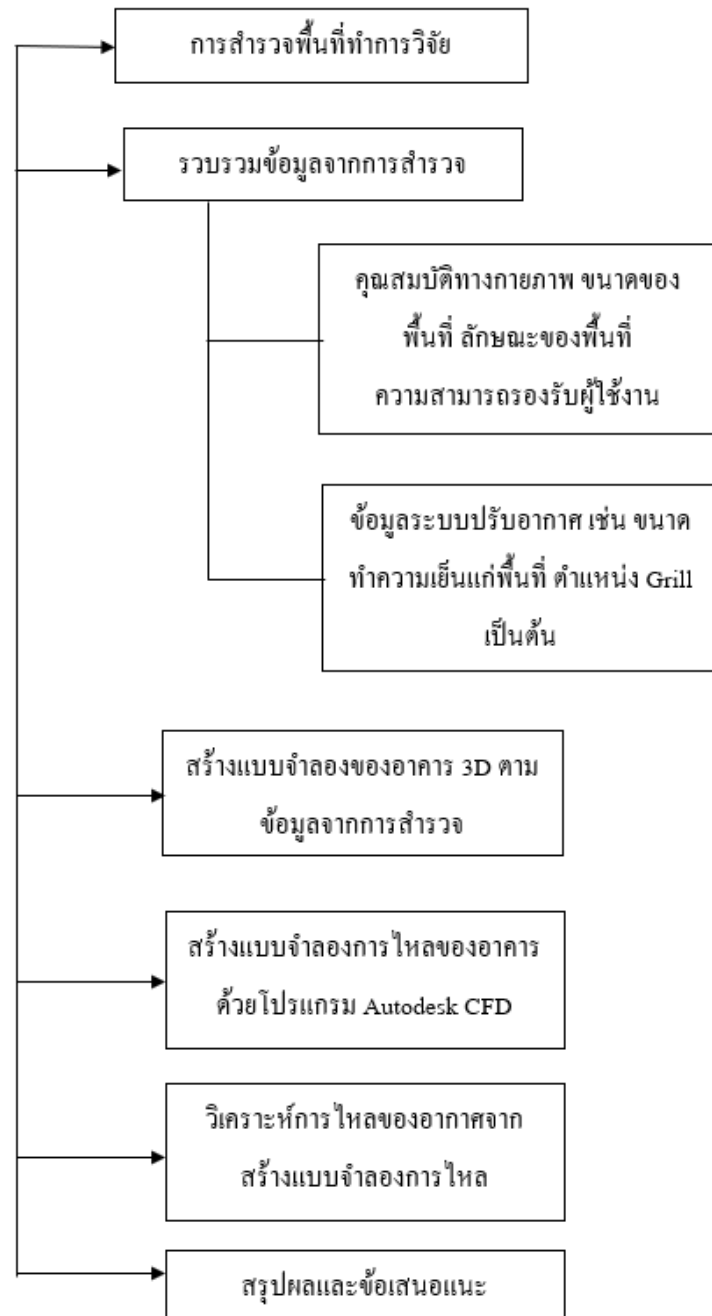 การสำรวจพื้นที่ทำการวิจัย
รวบรวมข้อมูลจากการสำรวจ
คุณสมบัติทางกายภาพ ขนาดของ
พื้นที่ ลักษณะของพื้นที่
ความสามารถรองรับผู้ใช้งาน
ข้อมูลระบบปรับอากาศ เช่น ขนาด
ทำความเย็นแก่พื้นที่ ตำแหน่ง Grill
เป็นต้น
สร้างแบบจำลองของอาคาร 3D ตาม
ข้อมูลจากการสำรวจ
สร้างแบบจำลองการไหลของอาคาร
ด้วยโปรแกรม Autodesk CFD
วิเคราะห์การไหลของอากาศจาก
สร้างแบบจำลองการไหล
สรุปผลและข้อเสนอแนะ